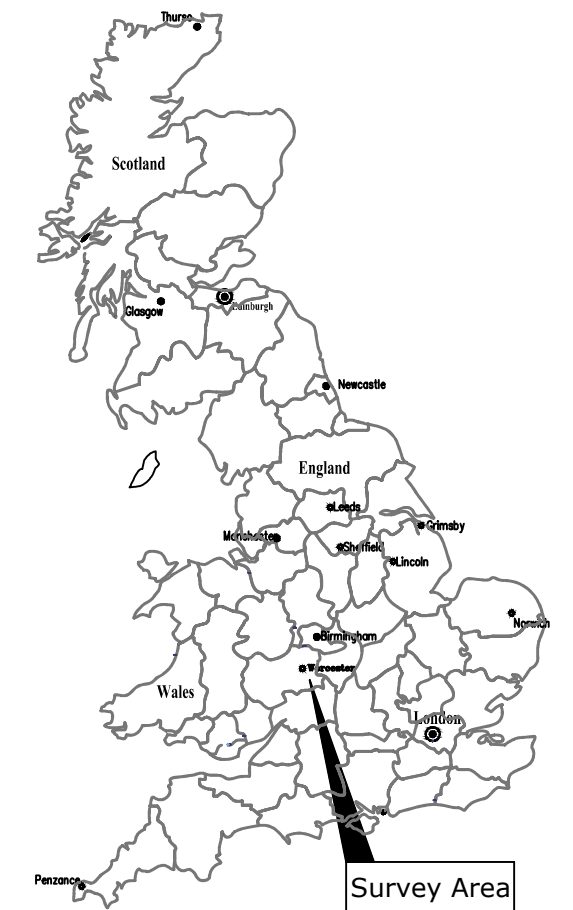 Thurso
Scotland
Glasgow
Edinburgh
Newcastle
England
Leeds
Grimsby
Manchester
Sheffield
Lincoln
Norwich
Birmingham
Worcester
Wales
London
Penzance
Survey Area